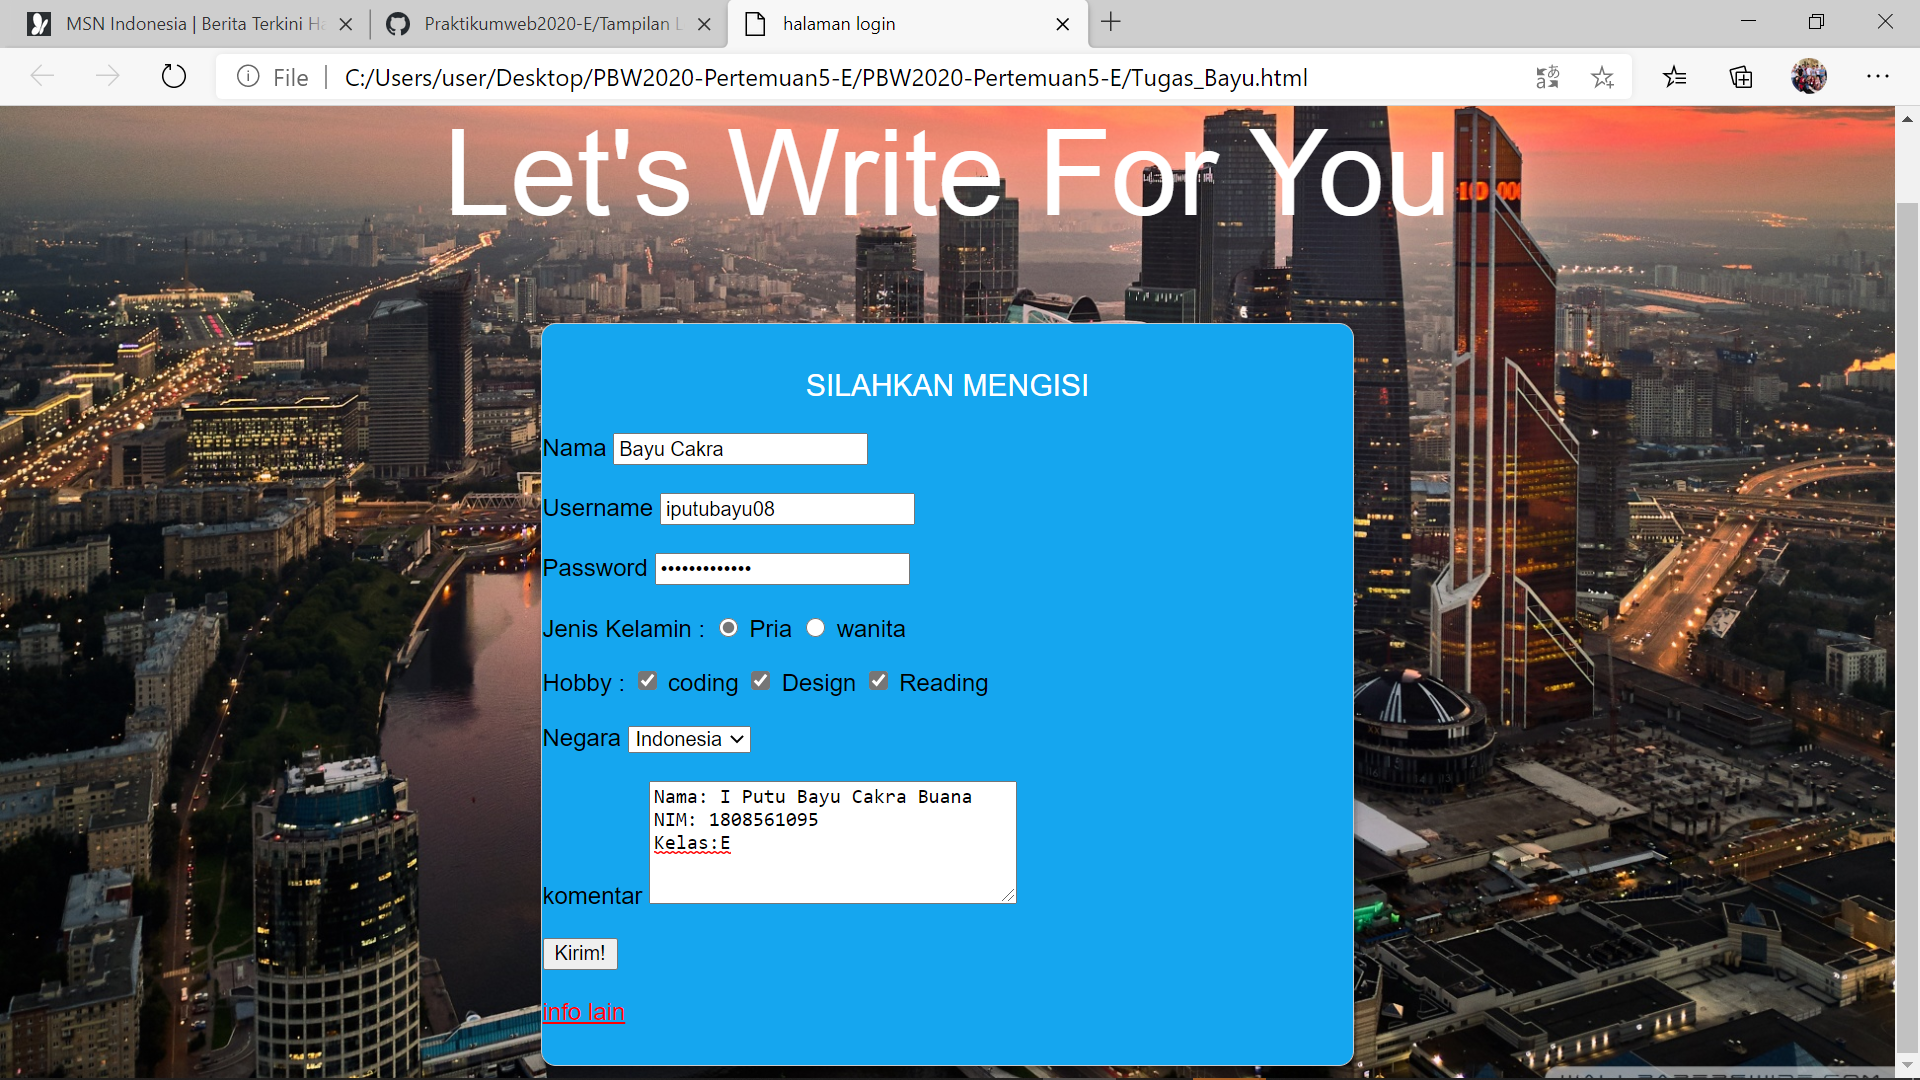 MSN Indonesia | Berita Terkini Ha
Praktikumweb2020-E/Tampilan L
halaman login
File
C:/Users/user/Desktop/PBW2020-Pertemuan5-E/PBW2020-Pertemuan5-E/Tugas_Bayu.html
Let's Write For You
SILAHKAN MENGISI
Nama Bayu Cakra
Username iputubayu08
Password •••••••••••••
Jenis Kelamin : Pria wanita
Hobby : coding Design Reading
Negara Indonesia
Nama: I Putu Bayu Cakra Buana
NIM: 1808561095
Kelas:E
komentar
Kirim!
info lain